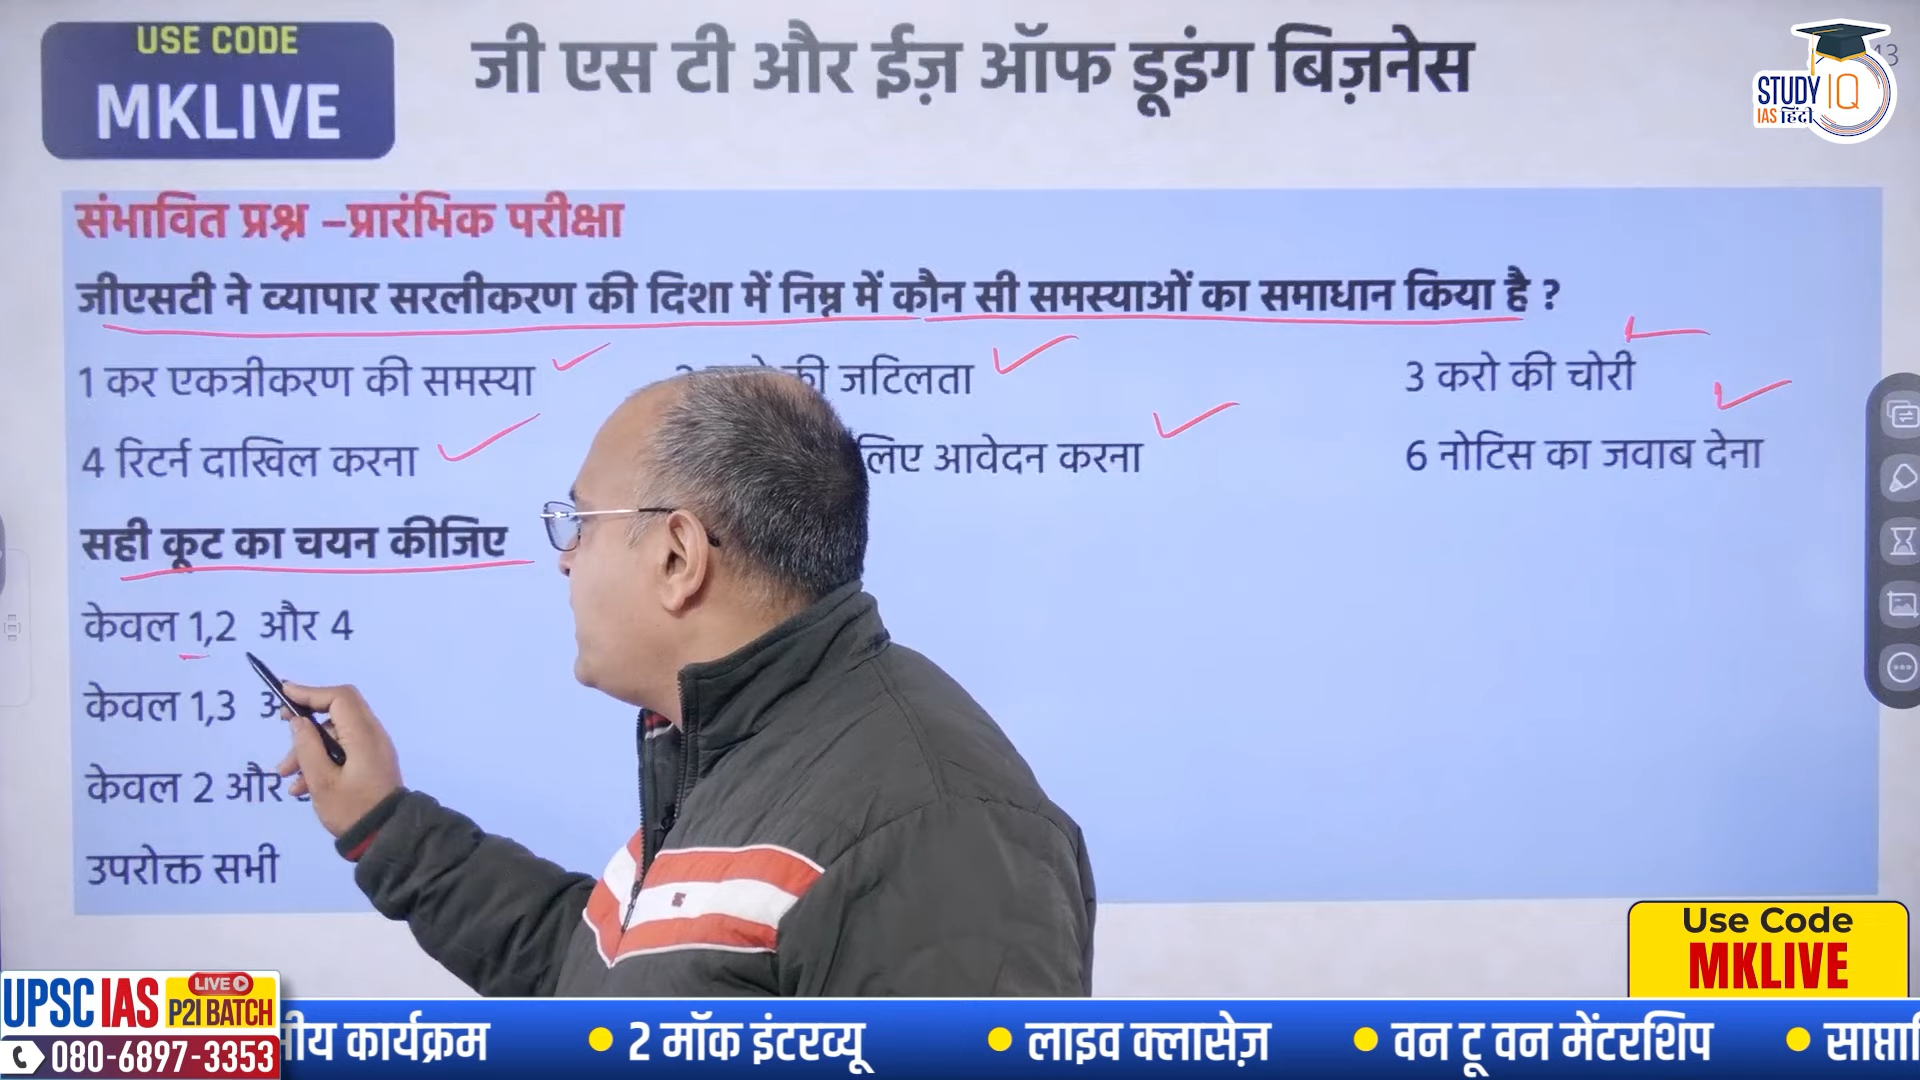 USE CODE
MKLIVE
जी एस टी और ईज़ ऑफ डूइंग बिज़नेस
13
STUDY IQ
IAS हिंदी
संभावित प्रश्न –प्रारंभिक परीक्षा
जीएसटी ने व्यापार सरलीकरण की दिशा में निम्न में कौन सी समस्याओं का समाधान किया है ?
1 कर एकत्रीकरण की समस्या
की जटिलता
3 करो की चोरी
4 रिटर्न दाखिल करना
लिए आवेदन करना
6 नोटिस का जवाब देना
सही कूट का चयन कीजिए
केवल 1,2 और 4
केवल 1,3
केवल 2 और
उपरोक्त सभी
Use Code
MKLIVE
UPSC IAS
LIVE
P2I BATCH
080-6897-3353
कार्यक्रम
2 मॉक इंटरव्यू
लाइव क्लासेज़
वन टू वन मेंटरशिप